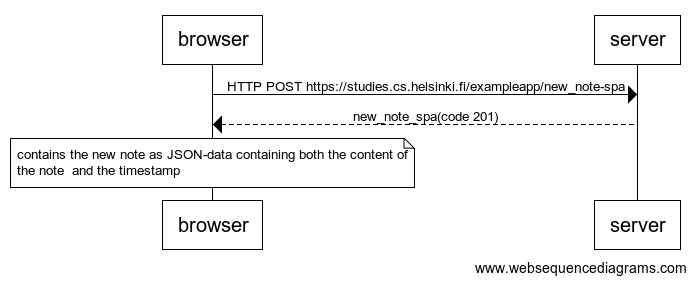 browser
server
HTTP POST https://studies.cs.helsinki.fi/exampleapp/new_note-spa
new_note_spa(code 201)
contains the new note as JSON-data containing both the content of
the note  and the timestamp
browser
server
www.websequencediagrams.com